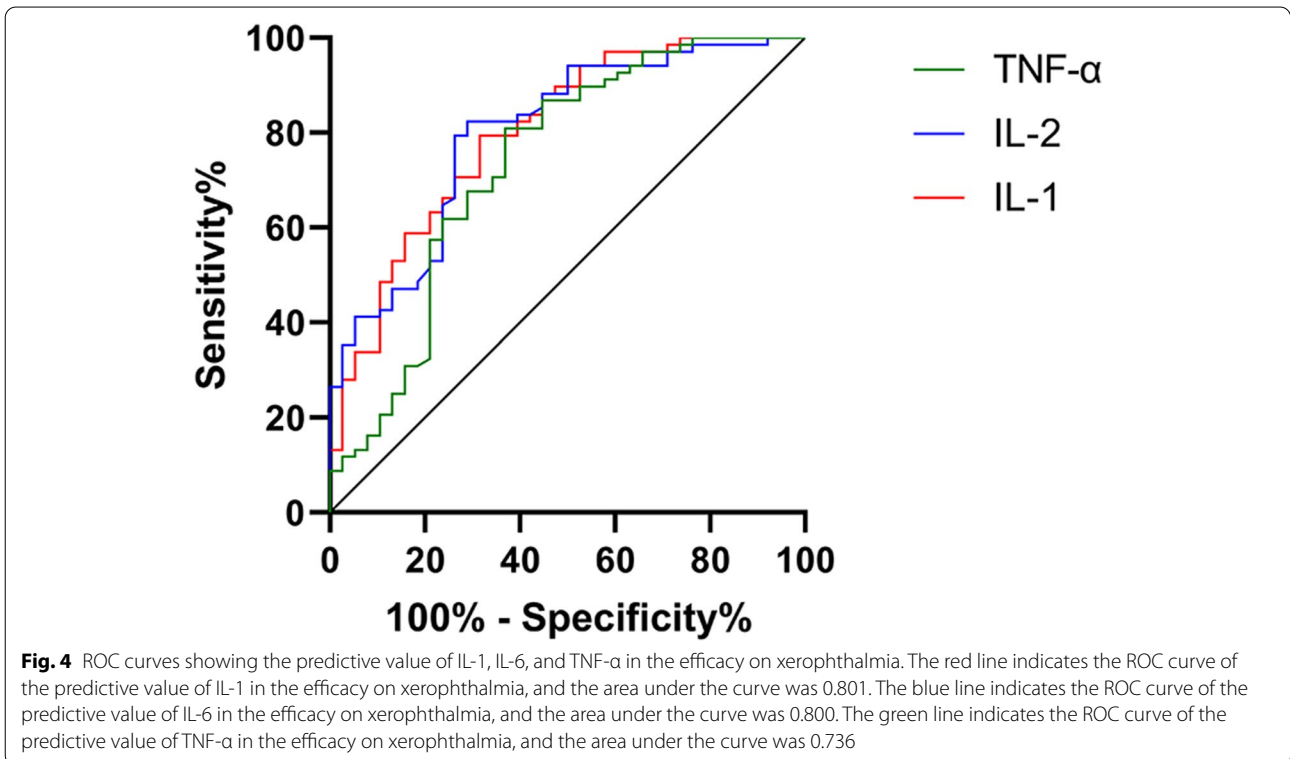 100
80
60
40
20
0
Sensitivity%
0 20 40 60 80 100
100% - Specificity%
TNF-α
IL-2
IL-1
Fig. 4 ROC curves showing the predictive value of IL-1, IL-6, and TNF-α in the efficacy on xerophthalmia. The red line indicates the ROC curve of
the predictive value of IL-1 in the efficacy on xerophthalmia, and the area under the curve was 0.801. The blue line indicates the ROC curve of the
predictive value of IL-6 in the efficacy on xerophthalmia, and the area under the curve was 0.800. The green line indicates the ROC curve of the
predictive value of TNF-α in the efficacy on xerophthalmia, and the area under the curve was 0.736